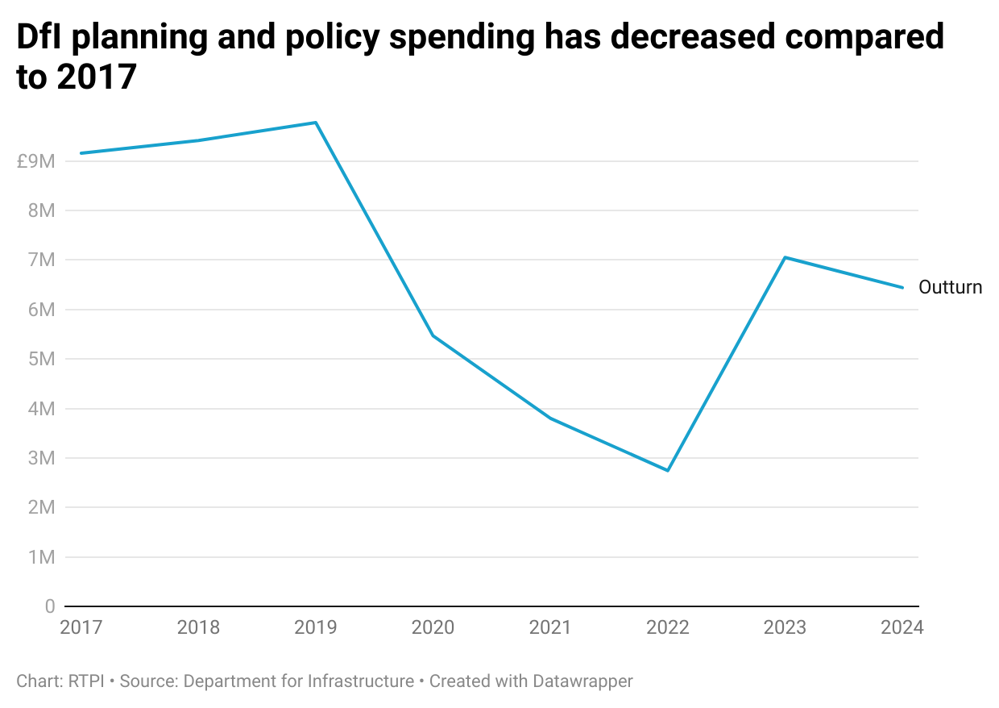 DfI planning and policy spending has decreased compared
to 2017
£9M
8M
7M
6M
5M
4M
3M
2M
1M
0
Outturn
2017 2018 2019 2020 2021 2022 2023 2024
Chart: RTPI • Source: Department for Infrastructure • Created with Datawrapper